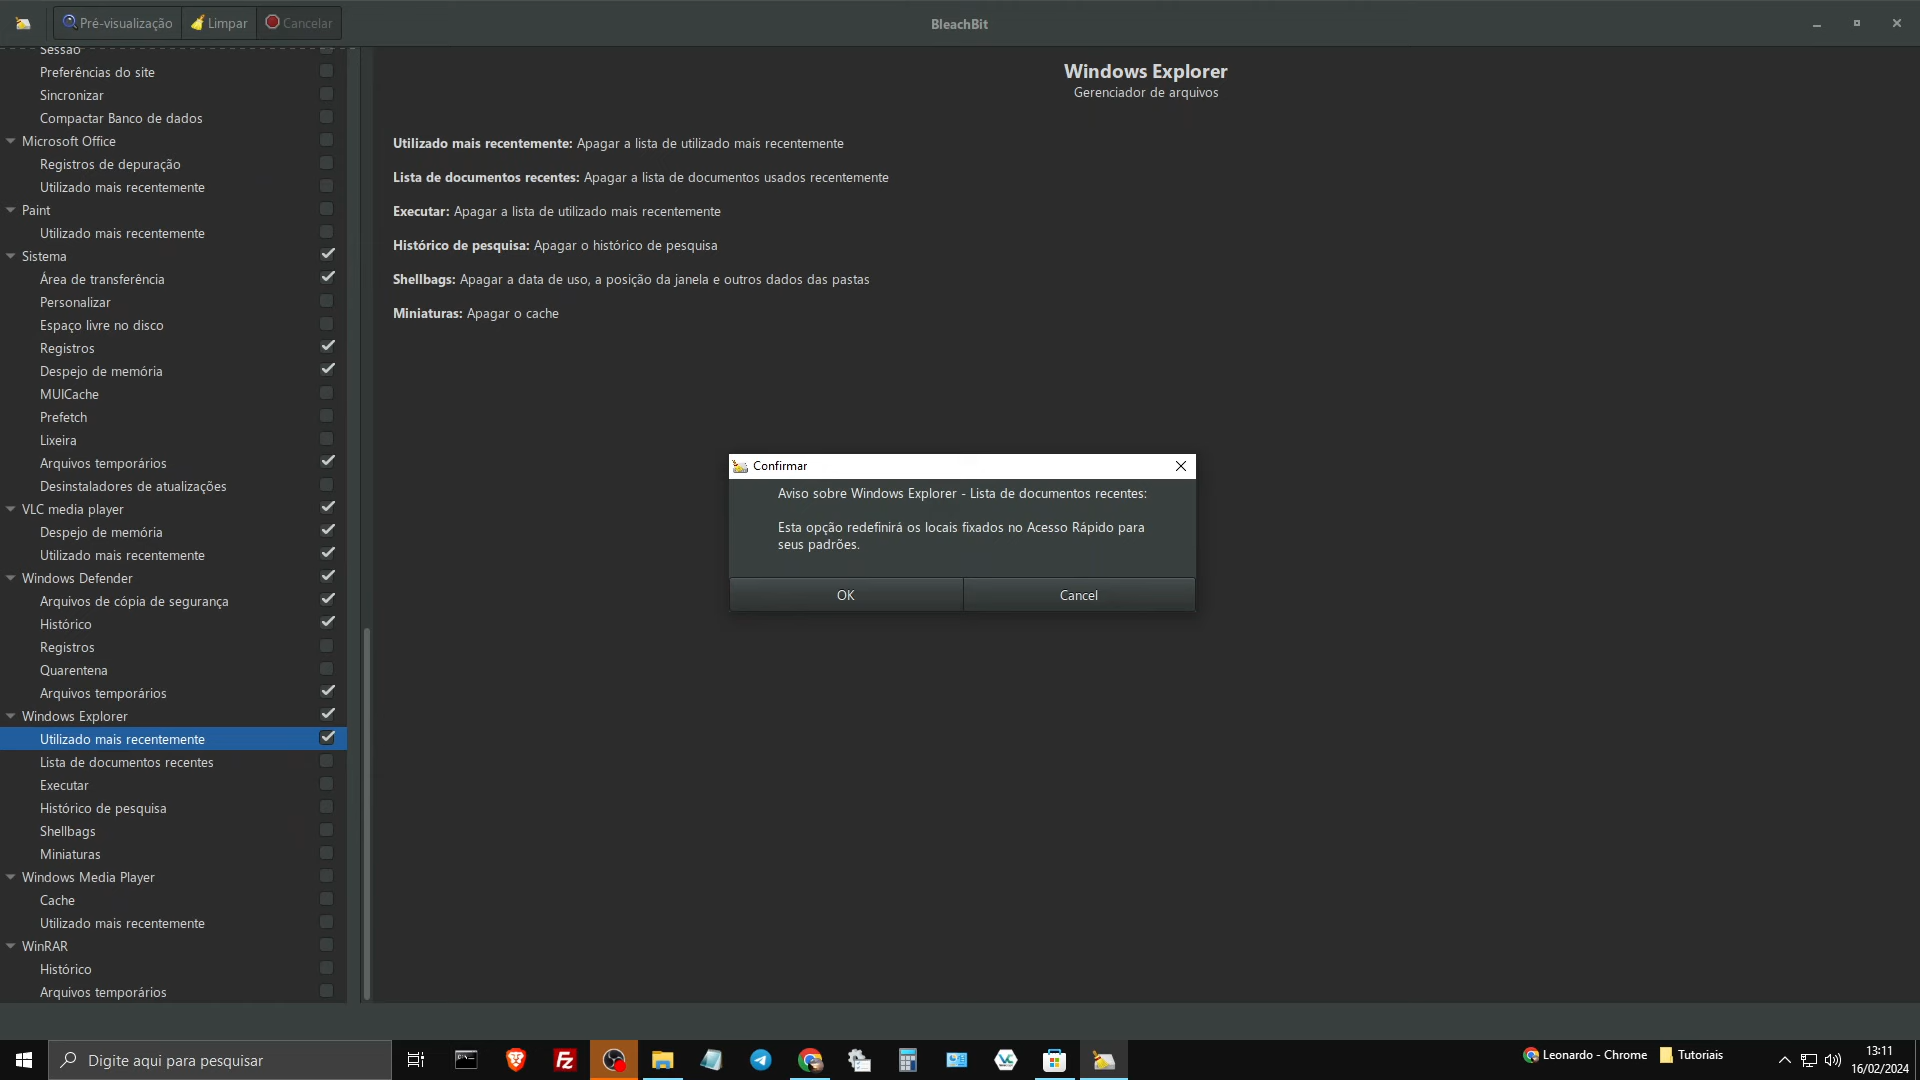 Pré-visualização
Limpar
Cancelar
BleachBit
Sessão
Preferências do site
Sincronizar
Compactar Banco de dados
Microsoft Office
Registros de depuração
Utilizado mais recentemente
Paint
Utilizado mais recentemente
Sistema
Área de transferência
Personalizar
Espaço livre no disco
Registros
Despejo de memória
MUICache
Prefetch
Lixeira
Arquivos temporários
Desinstaladores de atualizações
VLC media player
Despejo de memória
Utilizado mais recentemente
Windows Defender
Arquivos de cópia de segurança
Histórico
Registros
Quarentena
Arquivos temporários
Windows Explorer
Utilizado mais recentemente
Lista de documentos recentes
Executar
Histórico de pesquisa
Shellbags
Miniaturas
Windows Media Player
Cache
Utilizado mais recentemente
WinRAR
Histórico
Arquivos temporários
Windows Explorer
Gerenciador de arquivos
Utilizado mais recentemente: Apagar a lista de utilizado mais recentemente
Lista de documentos recentes: Apagar a lista de documentos usados recentemente
Executar: Apagar a lista de utilizado mais recentemente
Histórico de pesquisa: Apagar o histórico de pesquisa
Shellbags: Apagar a data de uso, a posição da janela e outros dados das pastas
Miniaturas: Apagar o cache
Confirmar
Aviso sobre Windows Explorer - Lista de documentos recentes:
Esta opção redefinirá os locais fixados no Acesso Rápido para
seus padrões.
OK
Cancel
Digite aqui para pesquisar
Leonardo - Chrome
Tutoriais
13:11
16/02/2024